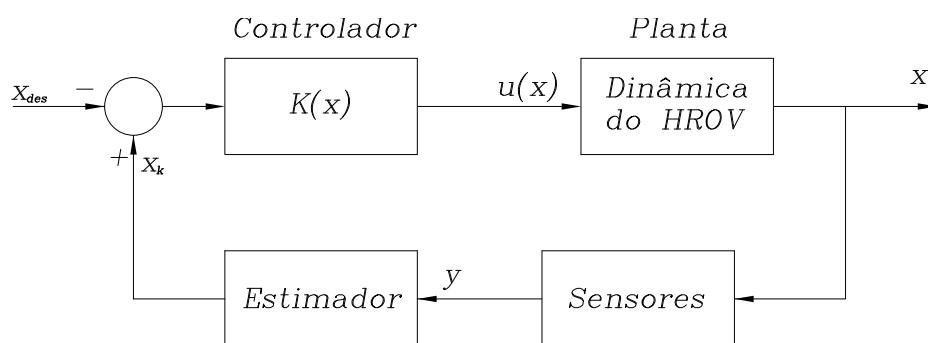 Controlador
Planta
X_des
−
K(x)
u(x)
Dinâmica
do HROV
X
+
X_k
Estimador
y
Sensores